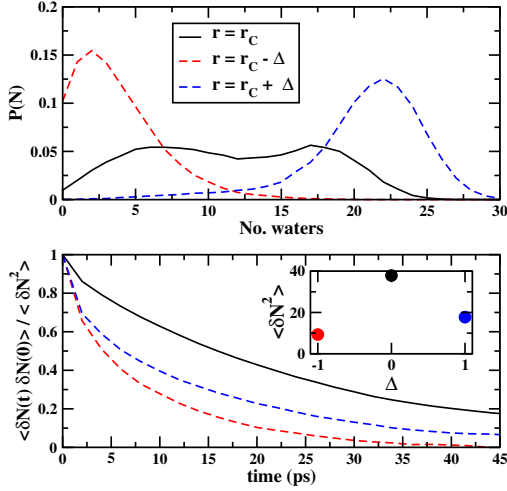 0.2
0.15
0.1
0.05
0
P(N)
r = r_C
r = r_C - Δ
r = r_C + Δ
0 5 10 15 20 25 30
No. waters
1
0.8
0.6
0.4
0.2
0
<δN(t) δN(0)> / <δN²>
40
20
0
<δN²>
-1 0 1
Δ
0 5 10 15 20 25 30 35 40 45
time (ps)